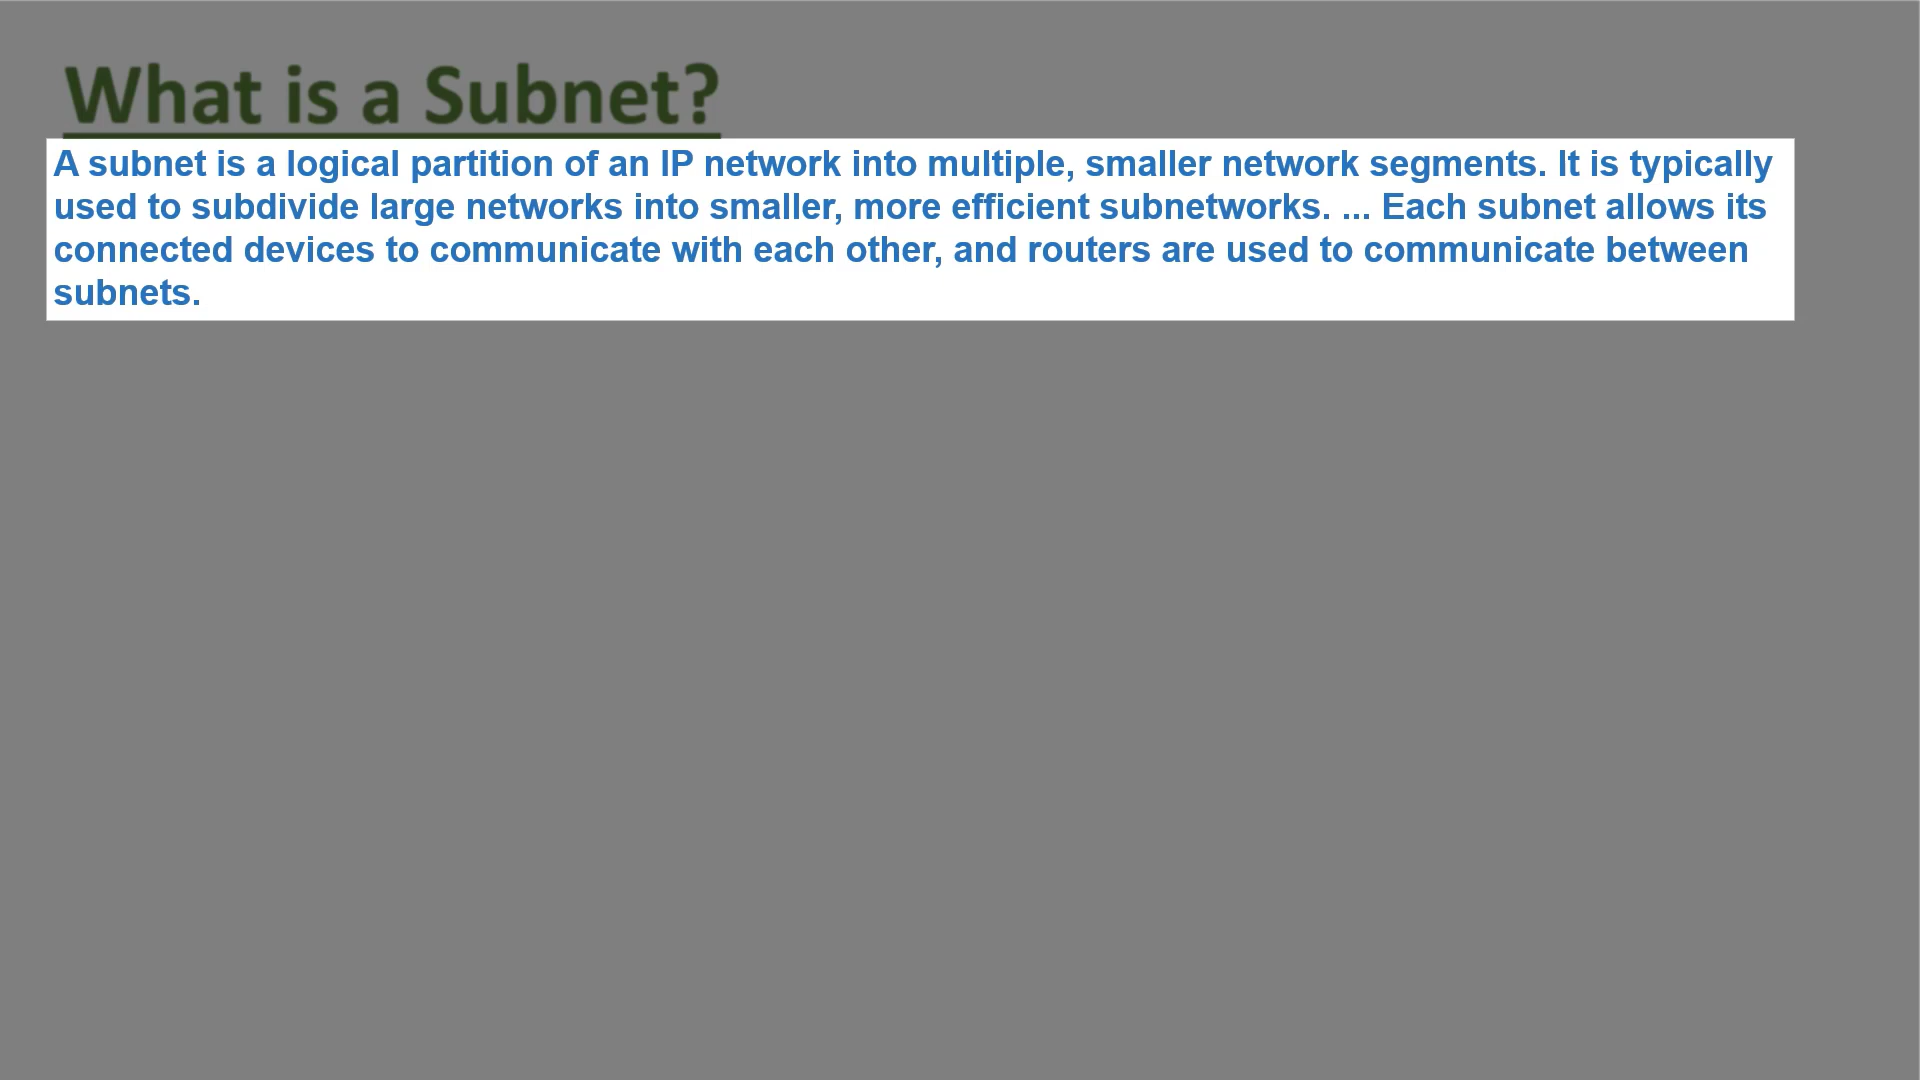 What is a Subnet?
A subnet is a logical partition of an IP network into multiple, smaller network segments. It is typically
used to subdivide large networks into smaller, more efficient subnetworks. ... Each subnet allows its
connected devices to communicate with each other, and routers are used to communicate between
subnets.